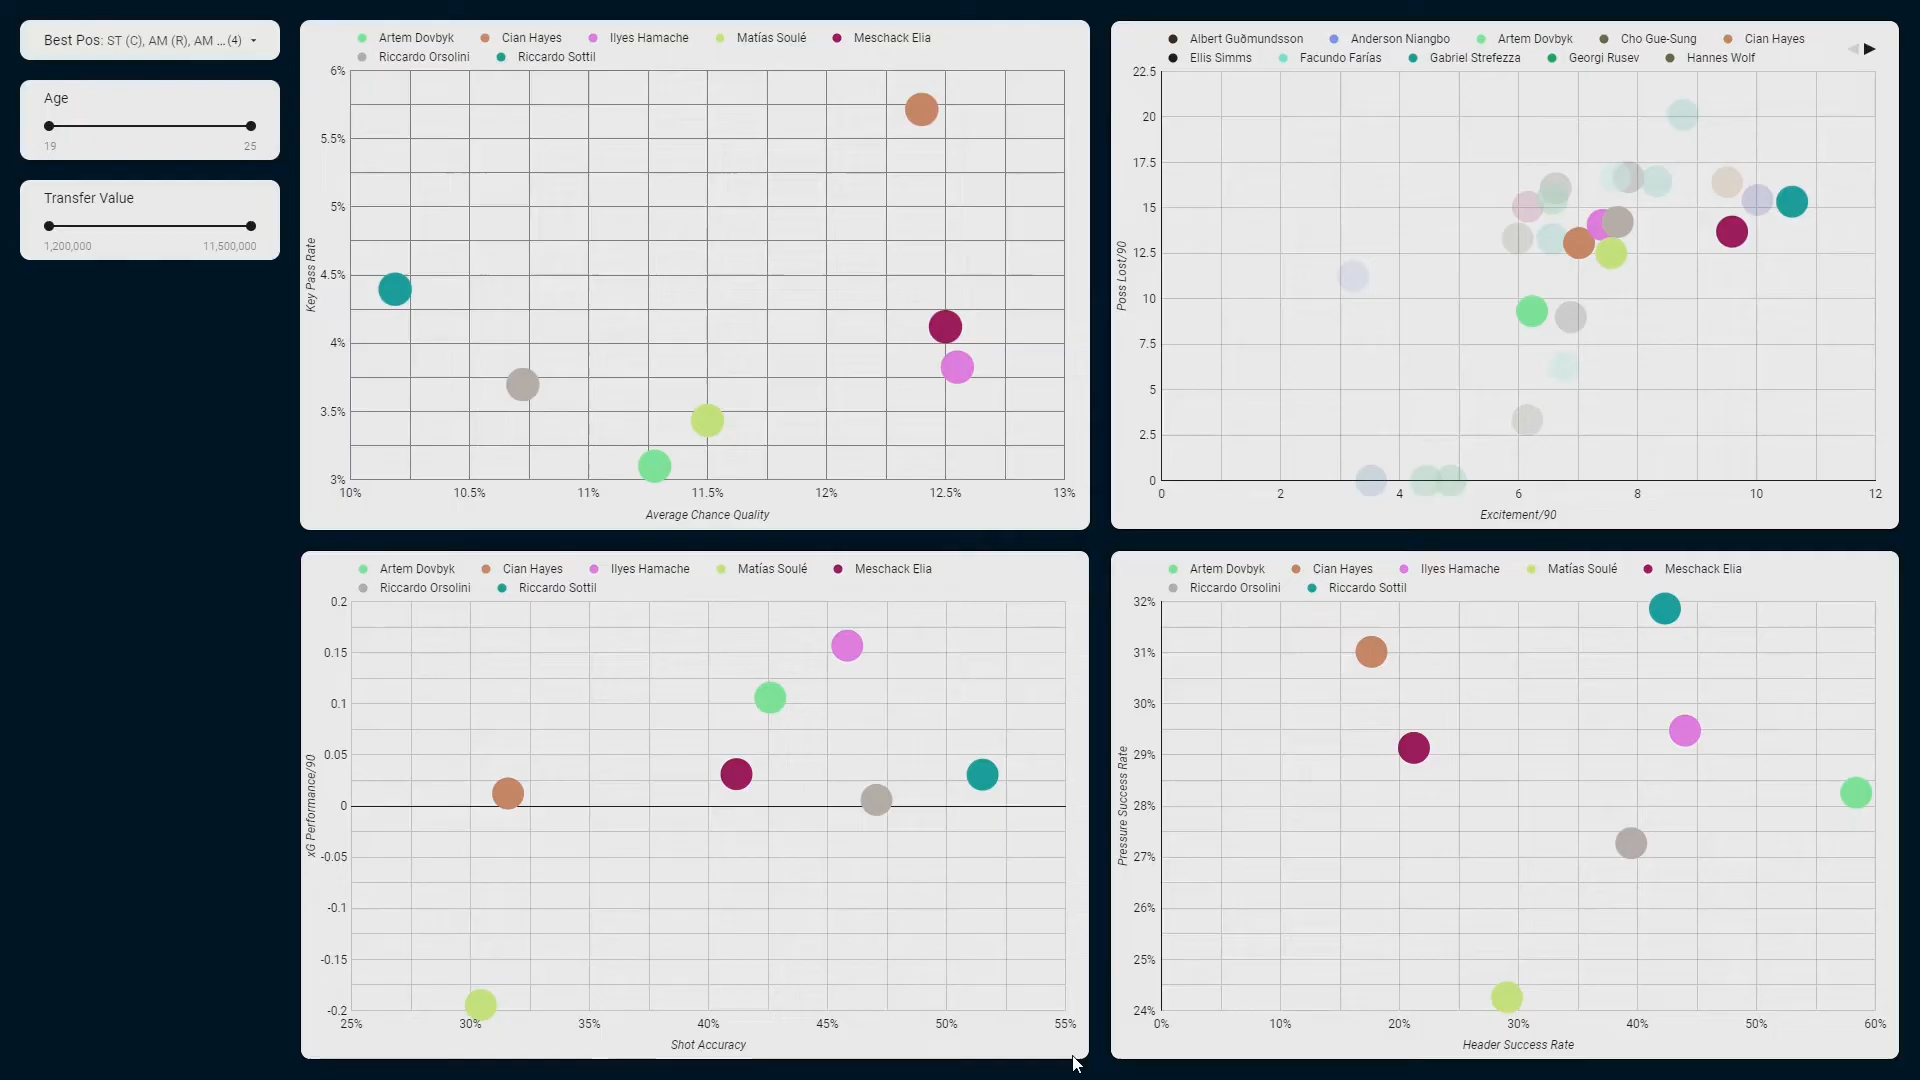 Best Pos: ST (C), AM (R), AM ... (4)
Age
19 25
Transfer Value
1,200,000 11,500,000
Artem Dovbyk Cian Hayes Ilyes Hamache Matías Soulé Meschack Elia
Riccardo Orsolini Riccardo Sottil
6%
5.5%
5%
4.5%
4%
3.5%
3%
Key Pass Rate
10% 10.5% 11% 11.5% 12% 12.5% 13%
Average Chance Quality
Albert Guðmundsson Anderson Niangbo Artem Dovbyk Cho Gue-Sung Cian Hayes
Ellis Simms Facundo Farías Gabriel Strefezza Georgi Rusev Hannes Wolf
22.5
20
17.5
15
12.5
10
7.5
5
2.5
0
Poss Lost/90
0 2 4 6 8 10 12
Excitement/90
Artem Dovbyk Cian Hayes Ilyes Hamache Matías Soulé Meschack Elia
Riccardo Orsolini Riccardo Sottil
0.2
0.15
0.1
0.05
0
-0.05
-0.1
-0.15
-0.2
xG Performance/90
25% 30% 35% 40% 45% 50% 55%
Shot Accuracy
Artem Dovbyk Cian Hayes Ilyes Hamache Matías Soulé Meschack Elia
Riccardo Orsolini Riccardo Sottil
32%
31%
30%
29%
28%
27%
26%
25%
24%
Pressure Success Rate
0% 10% 20% 30% 40% 50% 60%
Header Success Rate